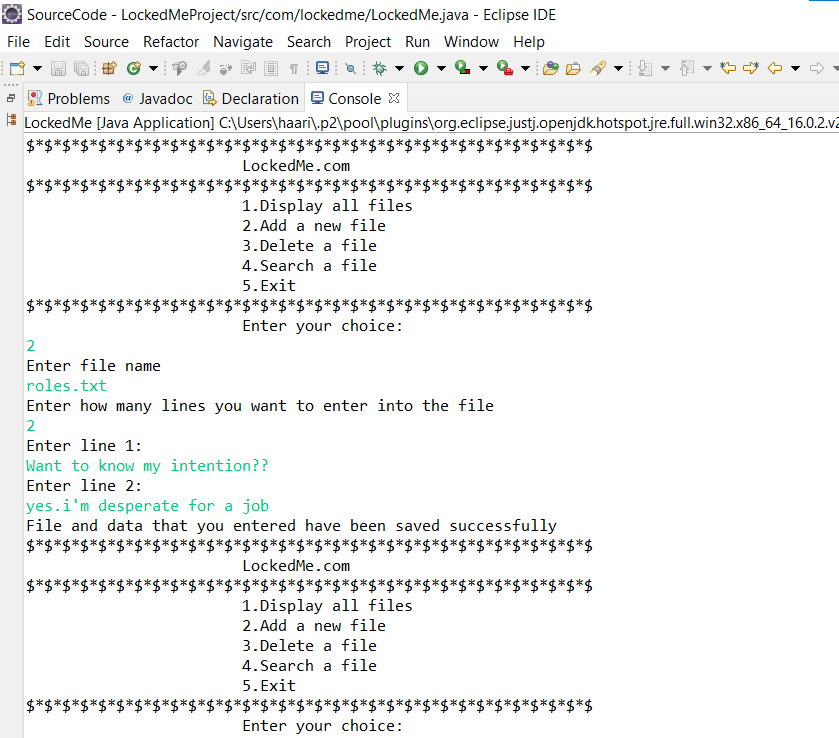 SourceCode - LockedMeProject/src/com/lockedme/LockedMe.java - Eclipse IDE
File Edit Source Refactor Navigate Search Project Run Window Help
Problems @ Javadoc Declaration Console
LockedMe [Java Application] C:\Users\haari\.p2\pool\plugins\org.eclipse.justj.openjdk.hotspot.jre.full.win32.x86_64_16.0.2.v2
$*$*$*$*$*$*$*$*$*$*$*$*$*$*$*$*$*$*$*$*$*$*$*$*$*$*$*$*$*$*$*$
LockedMe.com
$*$*$*$*$*$*$*$*$*$*$*$*$*$*$*$*$*$*$*$*$*$*$*$*$*$*$*$*$*$*$*$
1.Display all files
2.Add a new file
3.Delete a file
4.Search a file
5.Exit
$*$*$*$*$*$*$*$*$*$*$*$*$*$*$*$*$*$*$*$*$*$*$*$*$*$*$*$*$*$*$*$
Enter your choice:
2
Enter file name
roles.txt
Enter how many lines you want to enter into the file
2
Enter line 1:
Want to know my intention??
Enter line 2:
yes.i'm desperate for a job
File and data that you entered have been saved successfully
$*$*$*$*$*$*$*$*$*$*$*$*$*$*$*$*$*$*$*$*$*$*$*$*$*$*$*$*$*$*$*$
LockedMe.com
$*$*$*$*$*$*$*$*$*$*$*$*$*$*$*$*$*$*$*$*$*$*$*$*$*$*$*$*$*$*$*$
1.Display all files
2.Add a new file
3.Delete a file
4.Search a file
5.Exit
$*$*$*$*$*$*$*$*$*$*$*$*$*$*$*$*$*$*$*$*$*$*$*$*$*$*$*$*$*$*$*$
Enter your choice: